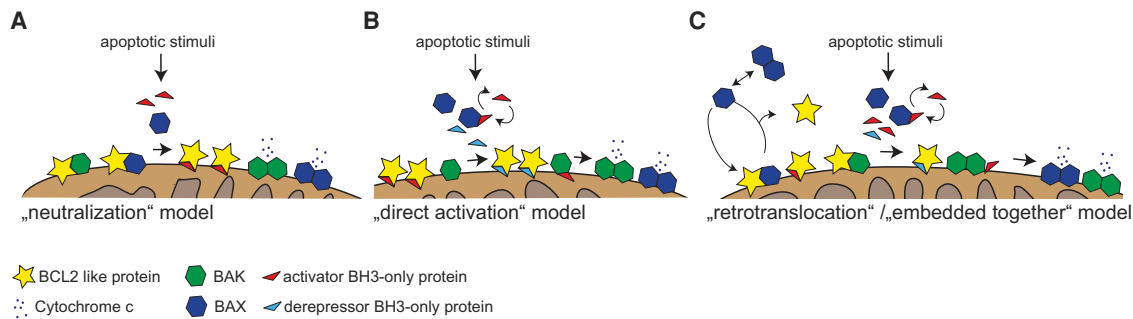 A
apoptotic stimuli
„neutralization“ model
B
apoptotic stimuli
„direct activation“ model
C
apoptotic stimuli
„retrotranslocation“ /„embedded together“ model
BCL2 like protein
BAK
activator BH3-only protein
Cytochrome c
BAX
derepressor BH3-only protein